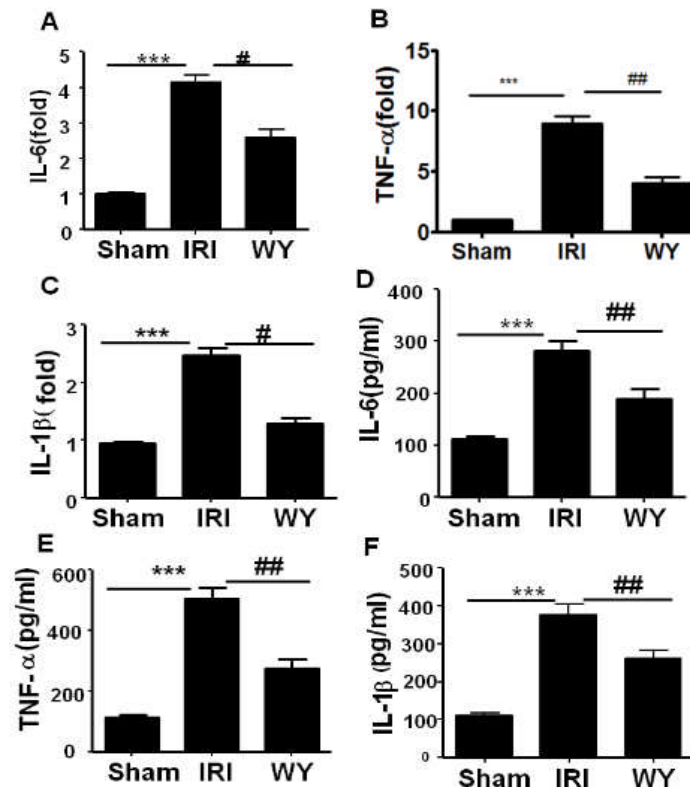 A
IL-6(fold)
5
4
3
2
1
0
*** #
Sham IRI WY
B
TNF-α(fold)
15
10
5
0
*** ##
Sham IRI WY
C
IL-1β(fold)
3
2
1
0
*** #
Sham IRI WY
D
IL-6(pg/ml)
400
300
200
100
0
*** ##
Sham IRI WY
E
TNF- α(pg/ml)
600
400
200
0
*** ##
Sham IRI WY
F
IL-1β (pg/ml)
500
400
300
200
100
0
*** ##
Sham IRI WY